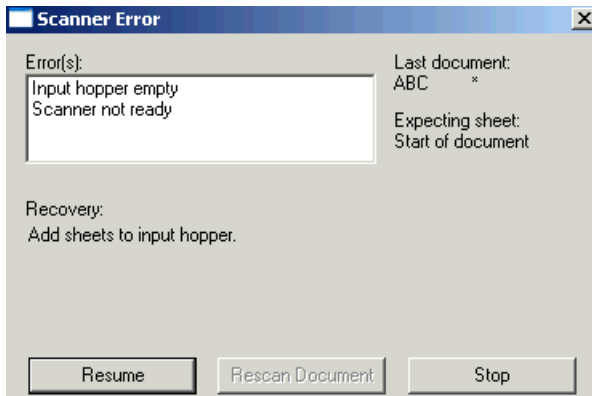 Scanner Error
Error(s):
Input hopper empty
Scanner not ready
Last document:
ABC *
Expecting sheet:
Start of document
Recovery:
Add sheets to input hopper.
Resume
Rescan Document
Stop